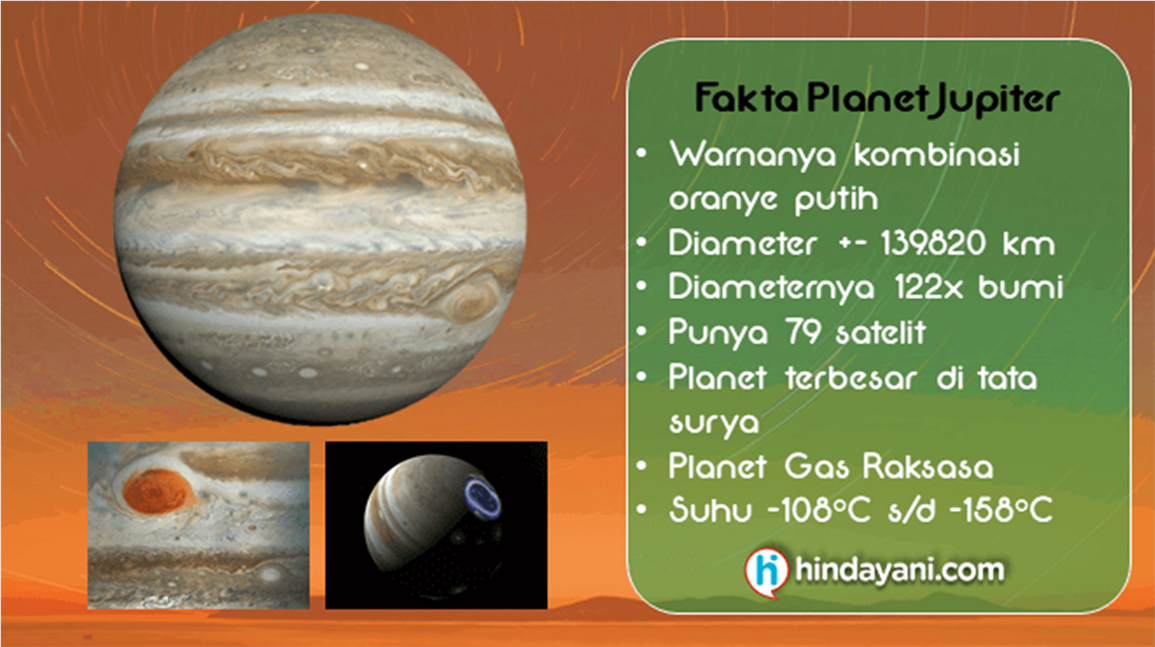 Fakta Planet Jupiter
• Warnanya kombinasi
oranye putih
• Diameter +- 139.820 km
• Diameternya 122x bumi
• Punya 79 satelit
• Planet terbesar di tata
surya
• Planet Gas Raksasa
• Suhu -108°C s/d -158°C
hi hindayani.com